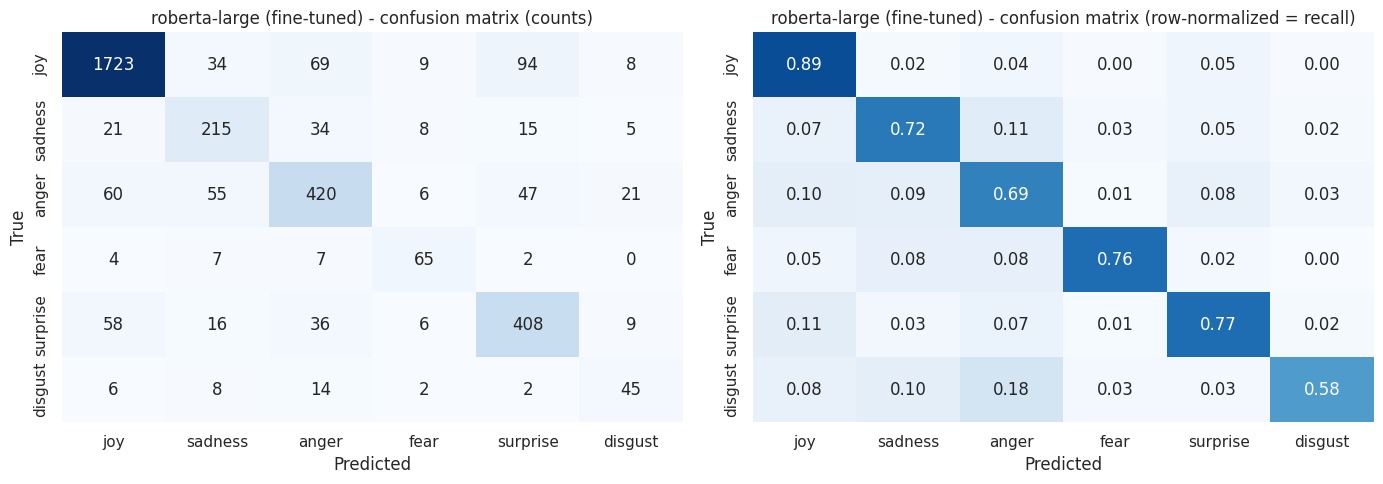 roberta-large (fine-tuned) - confusion matrix (counts)
True
joy 1723 34 69 9 94 8
sadness 21 215 34 8 15 5
anger 60 55 420 6 47 21
fear 4 7 7 65 2 0
surprise 58 16 36 6 408 9
disgust 6 8 14 2 2 45
joy sadness anger fear surprise disgust
Predicted
roberta-large (fine-tuned) - confusion matrix (row-normalized = recall)
True
joy 0.89 0.02 0.04 0.00 0.05 0.00
sadness 0.07 0.72 0.11 0.03 0.05 0.02
anger 0.10 0.09 0.69 0.01 0.08 0.03
fear 0.05 0.08 0.08 0.76 0.02 0.00
surprise 0.11 0.03 0.07 0.01 0.77 0.02
disgust 0.08 0.10 0.18 0.03 0.03 0.58
joy sadness anger fear surprise disgust
Predicted